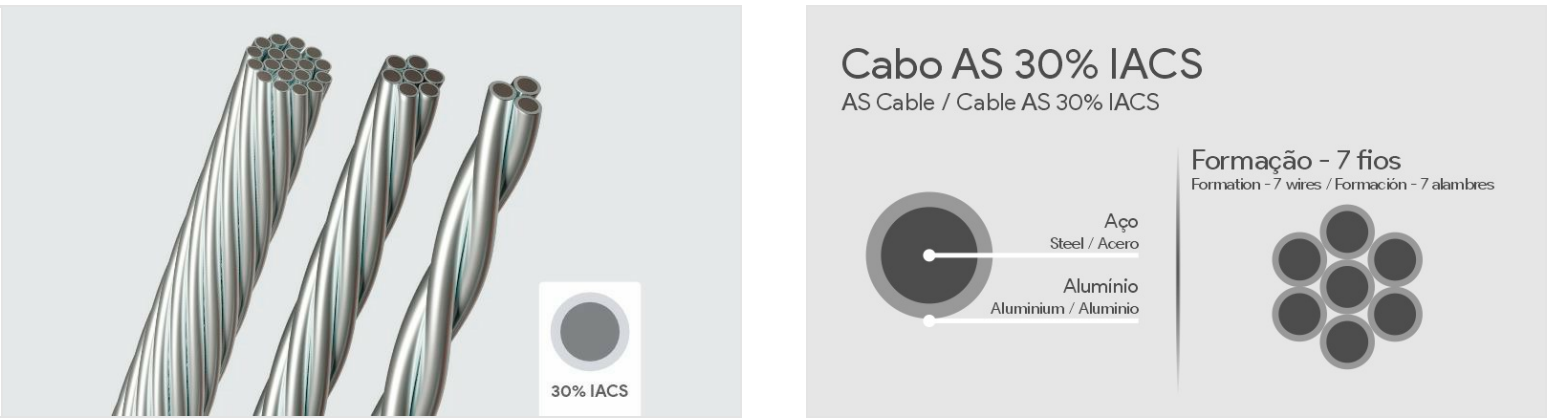 30% IACS
Cabo AS 30% IACS
AS Cable / Cable AS 30% IACS
Aço
Steel / Acero
Alumínio
Aluminium / Aluminio
Formação - 7 fios
Formation - 7 wires / Formación - 7 alambres